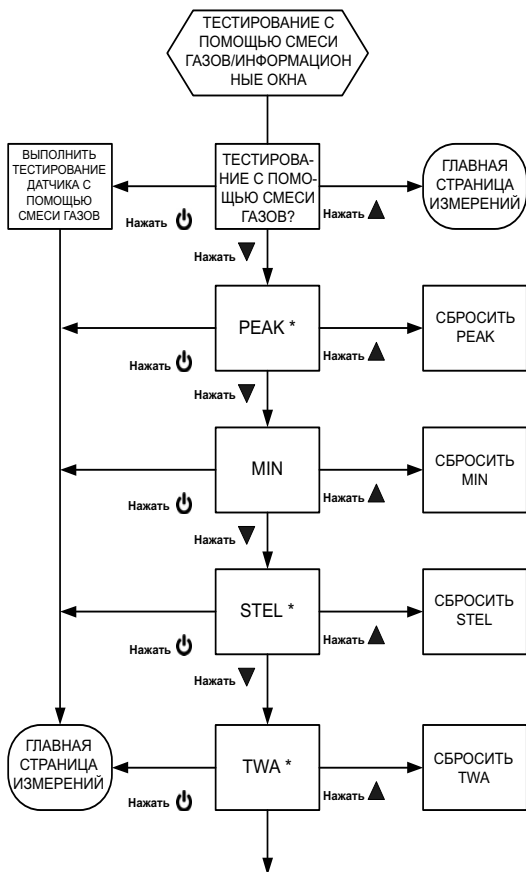 ТЕСТИРОВАНИЕ С
ПОМОЩЬЮ СМЕСИ
ГАЗОВ/ИНФОРМАЦИОН
НЫЕ ОКНА
ВЫПОЛНИТЬ
ТЕСТИРОВАНИЕ
ДАТЧИКА С
ПОМОЩЬЮ
СМЕСИ ГАЗОВ
ТЕСТИРОВА-
НИЕ С ПОМО-
ЩЬЮ СМЕСИ
ГАЗОВ?
ГЛАВНАЯ
СТРАНИЦА
ИЗМЕРЕНИЙ
Нажать
Нажать
Нажать
PEAK *
СБРОСИТЬ
PEAK
Нажать
Нажать
Нажать
MIN
СБРОСИТЬ
MIN
Нажать
Нажать
Нажать
STEL *
СБРОСИТЬ
STEL
Нажать
Нажать
Нажать
ГЛАВНАЯ
СТРАНИЦА
ИЗМЕРЕНИЙ
TWA *
СБРОСИТЬ
TWA
Нажать
Нажать